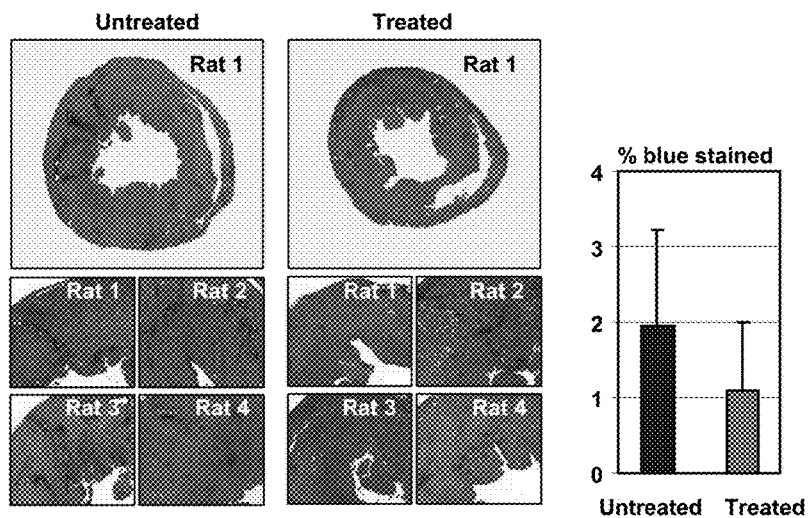 Untreated
Treated
Rat 1
Rat 1
Rat 1
Rat 2
Rat 3
Rat 4
Rat 1
Rat 2
Rat 3
Rat 4
% blue stained
4
3
2
1
0
Untreated Treated